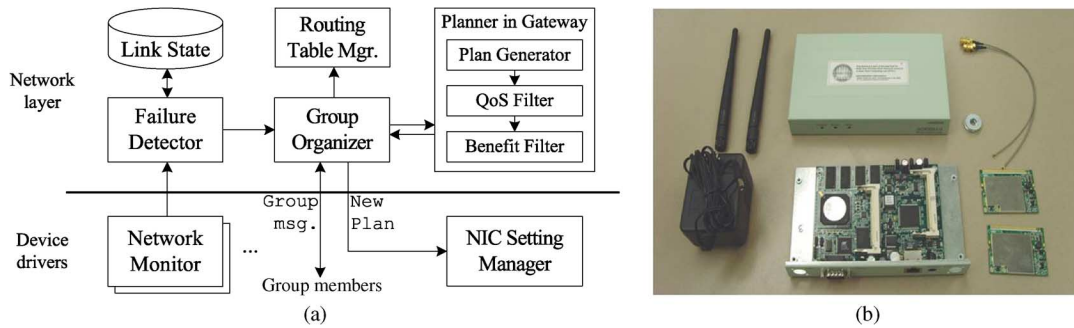 Network
layer
Link State
Failure
Detector
Routing
Table Mgr.
Group
Organizer
Planner in Gateway
Plan Generator
QoS Filter
Benefit Filter
Device
drivers
Network
Monitor
...
Group
msg.
New
Plan
NIC Setting
Manager
Group members
(a)
(b)